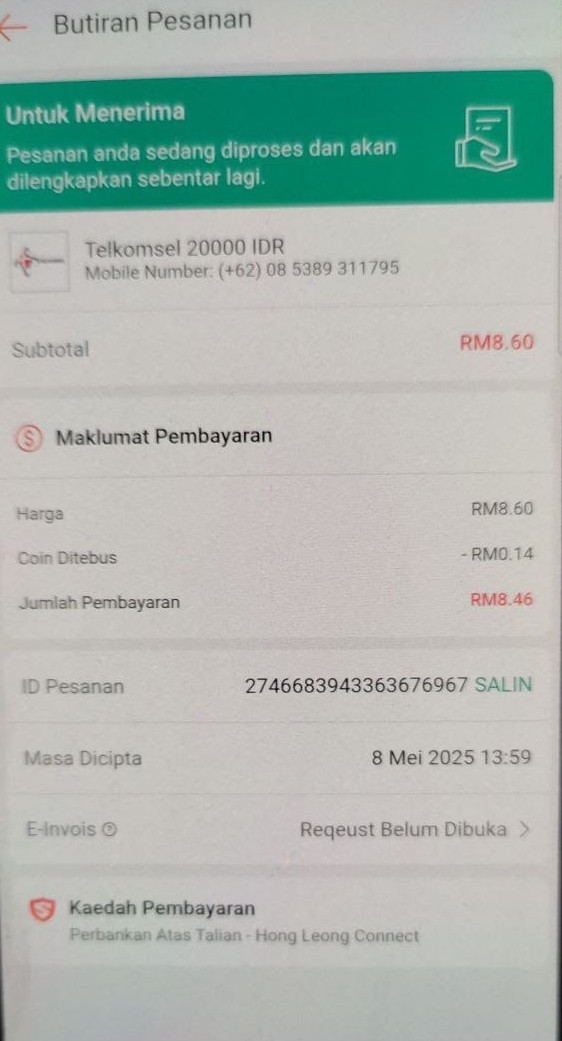 Butiran Pesanan
Untuk Menerima
Pesanan anda sedang diproses dan akan
dilengkapkan sebentar lagi.
Telkomsel 20000 IDR
Mobile Number: (+62) 08 5389 311795
Subtotal RM8.60
Maklumat Pembayaran
Harga RM8.60
Coin Ditebus -RM0.14
Jumlah Pembayaran RM8.46
ID Pesanan 2746683943363676967 SALIN
Masa Dicipta 8 Mei 2025 13:59
E-Invois Reqeust Belum Dibuka
Kaedah Pembayaran
Perbankan Atas Talian - Hong Leong Connect